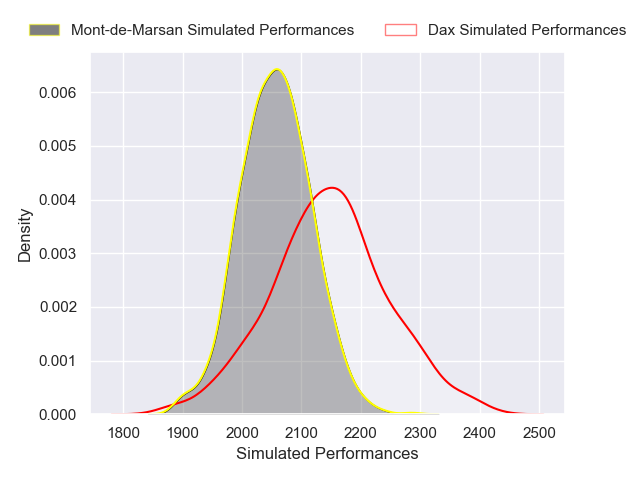 Mont-de-Marsan Simulated Performances Dax Simulated Performances
0.006
0.005
0.004
0.003
0.002
0.001
0.000
Density
1800 1900 2000 2100 2200 2300 2400 2500
Simulated Performances